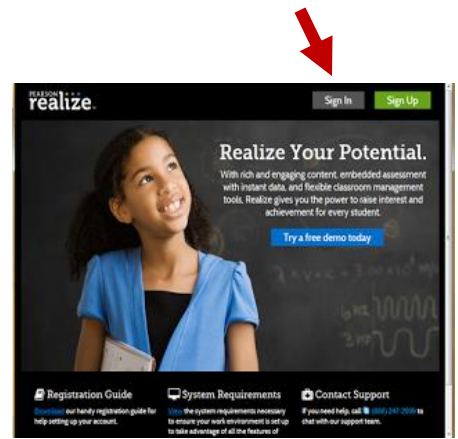 PEARSON
realize.
Sign In
Sign Up
Realize Your Potential.
With rich and engaging content, embedded assessment
with instant data, and flexible classroom management
tools, Realize gives you the power to raise interest and
achievement for every student.
Try a free demo today
Registration Guide
Download our handy registration guide for
help setting up your account.
System Requirements
View the system requirements necessary
to ensure your work environment is set up
to take advantage of all the features of
Contact Support
If you need help, call (800) 247-2656 to
chat with our support team.